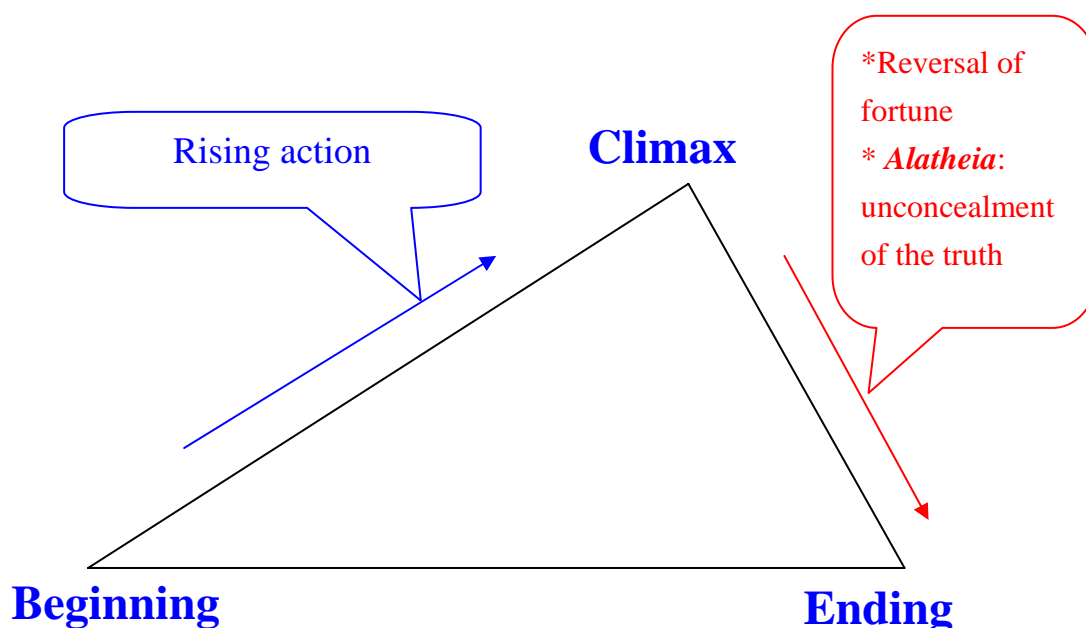 Rising action
Climax
*Reversal of
fortune
* Alatheia:
unconcealment
of the truth
Beginning
Ending